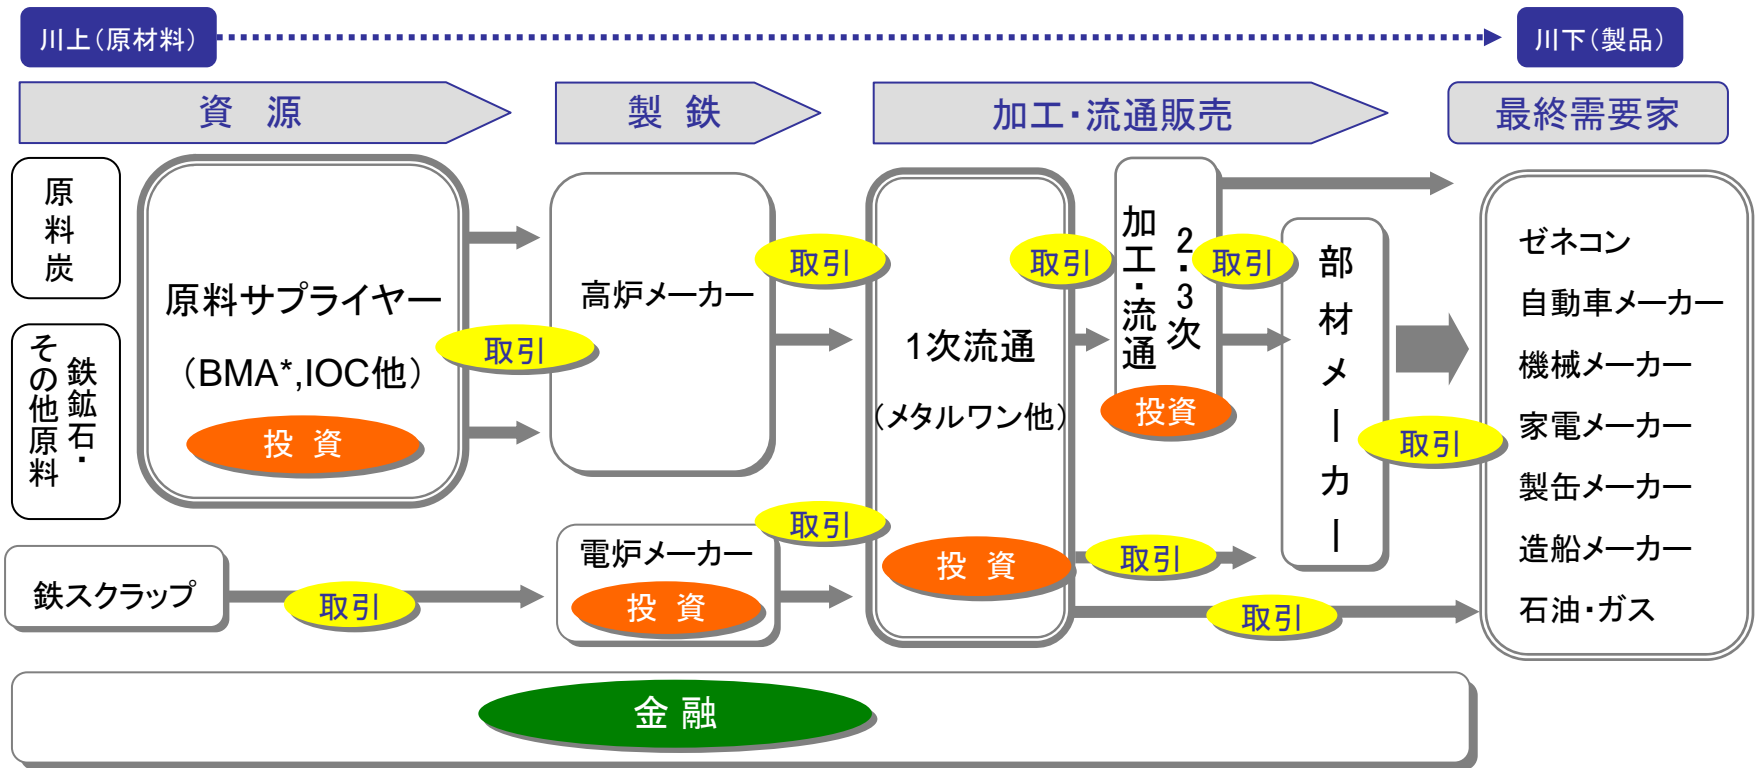 川上（原材料）
川下（製品）
資 源
製 鉄
加工・流通販売
最終需要家
原料炭
鉄鉱石・
その他原料
原料サプライヤー
（BMA*,IOC他）
投 資
取引
高炉メーカー
取引
1次流通
（メタルワン他）
投 資
取引
2・3次
加工・流通
投資
取引
部材メーカー
取引
ゼネコン
自動車メーカー
機械メーカー
家電メーカー
製缶メーカー
造船メーカー
石油・ガス
鉄スクラップ
取引
電炉メーカー
投 資
取引
取引
取引
金 融